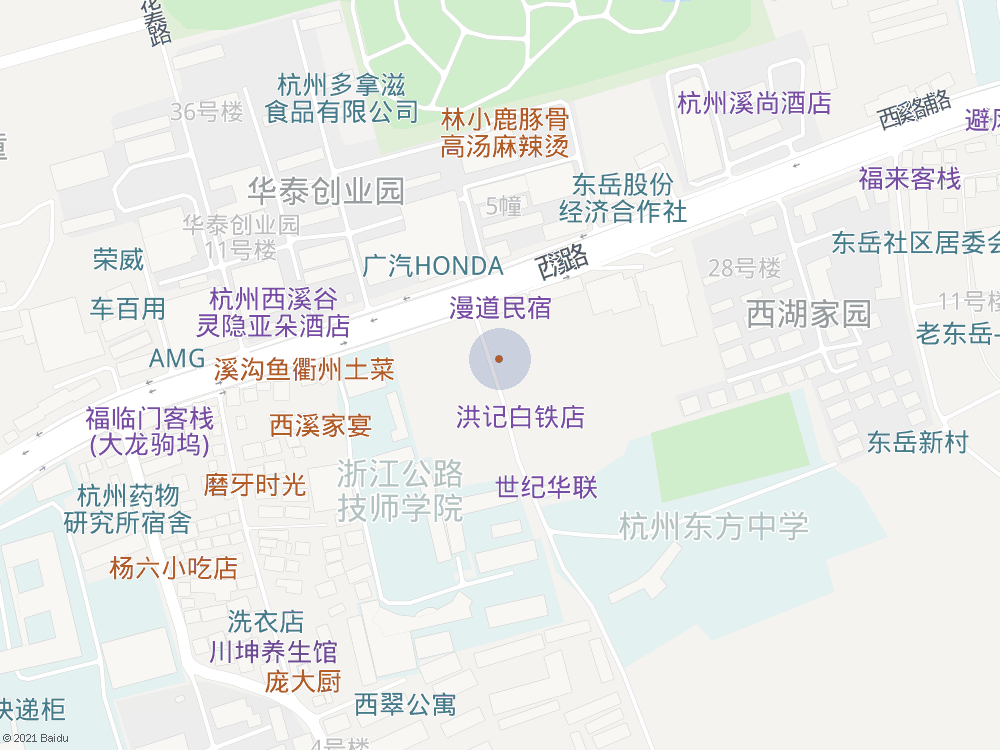 华泰路
杭州多拿滋
食品有限公司
36号楼
林小鹿豚骨
高汤麻辣烫
杭州溪尚酒店
西溪路辅路
华泰创业园
5幢
东岳股份
经济合作社
福来客栈
华泰创业园
11号楼
东岳社区居委会
荣威
广汽HONDA
西溪路
28号楼
车百用
杭州西溪谷
灵隐亚朵酒店
漫道民宿
西湖家园
老东岳-
AMG
溪沟鱼衢州土菜
福临门客栈
(大龙驹坞)
西溪家宴
洪记白铁店
东岳新村
浙江公路
技师学院
磨牙时光
世纪华联
杭州药物
研究所宿舍
杭州东方中学
杨六小吃店
洗衣店
川坤养生馆
庞大厨
西翠公寓
快递柜
4号楼
© 2021 Baidu